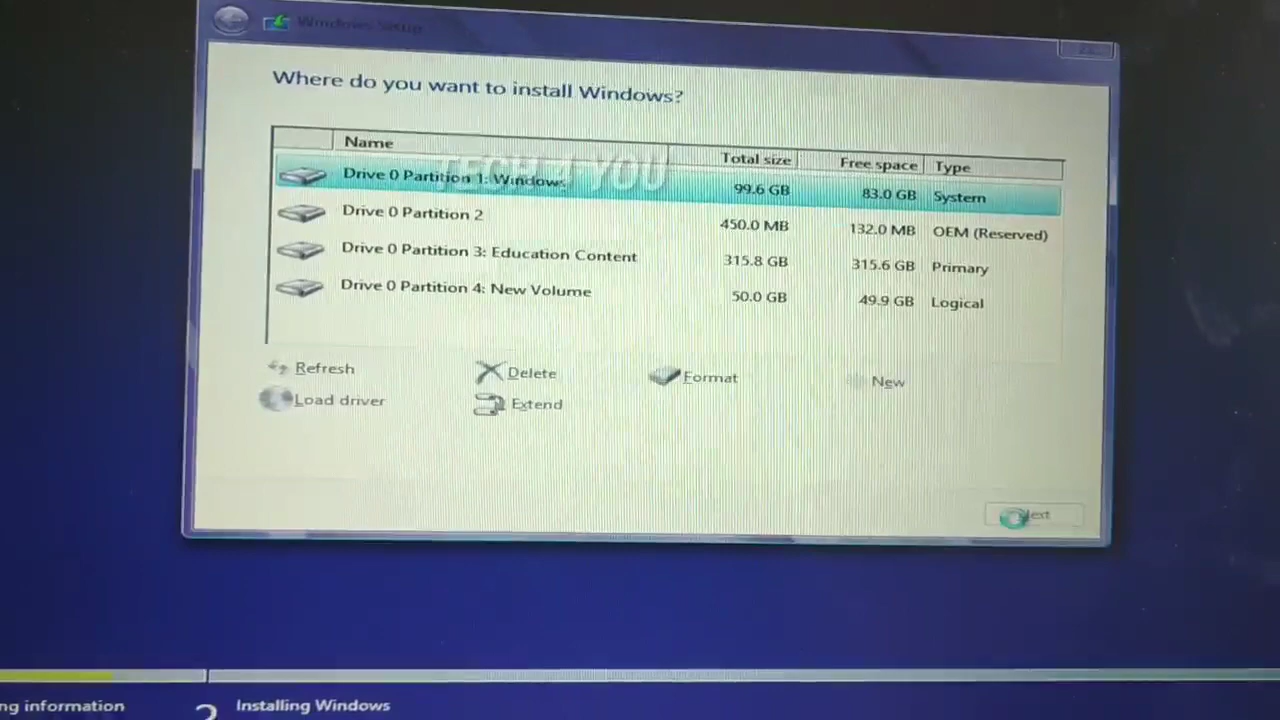 Windows Setup
Where do you want to install Windows?
Name Total size Free space Type
TECH 4 YOU
Drive 0 Partition 1: Windows 99.6 GB 83.0 GB System
Drive 0 Partition 2 450.0 MB 132.0 MB OEM (Reserved)
Drive 0 Partition 3: Education Content 315.8 GB 315.6 GB Primary
Drive 0 Partition 4: New Volume 50.0 GB 49.9 GB Logical
Refresh Delete Format New
Load driver Extend
Next
ng information 2 Installing Windows